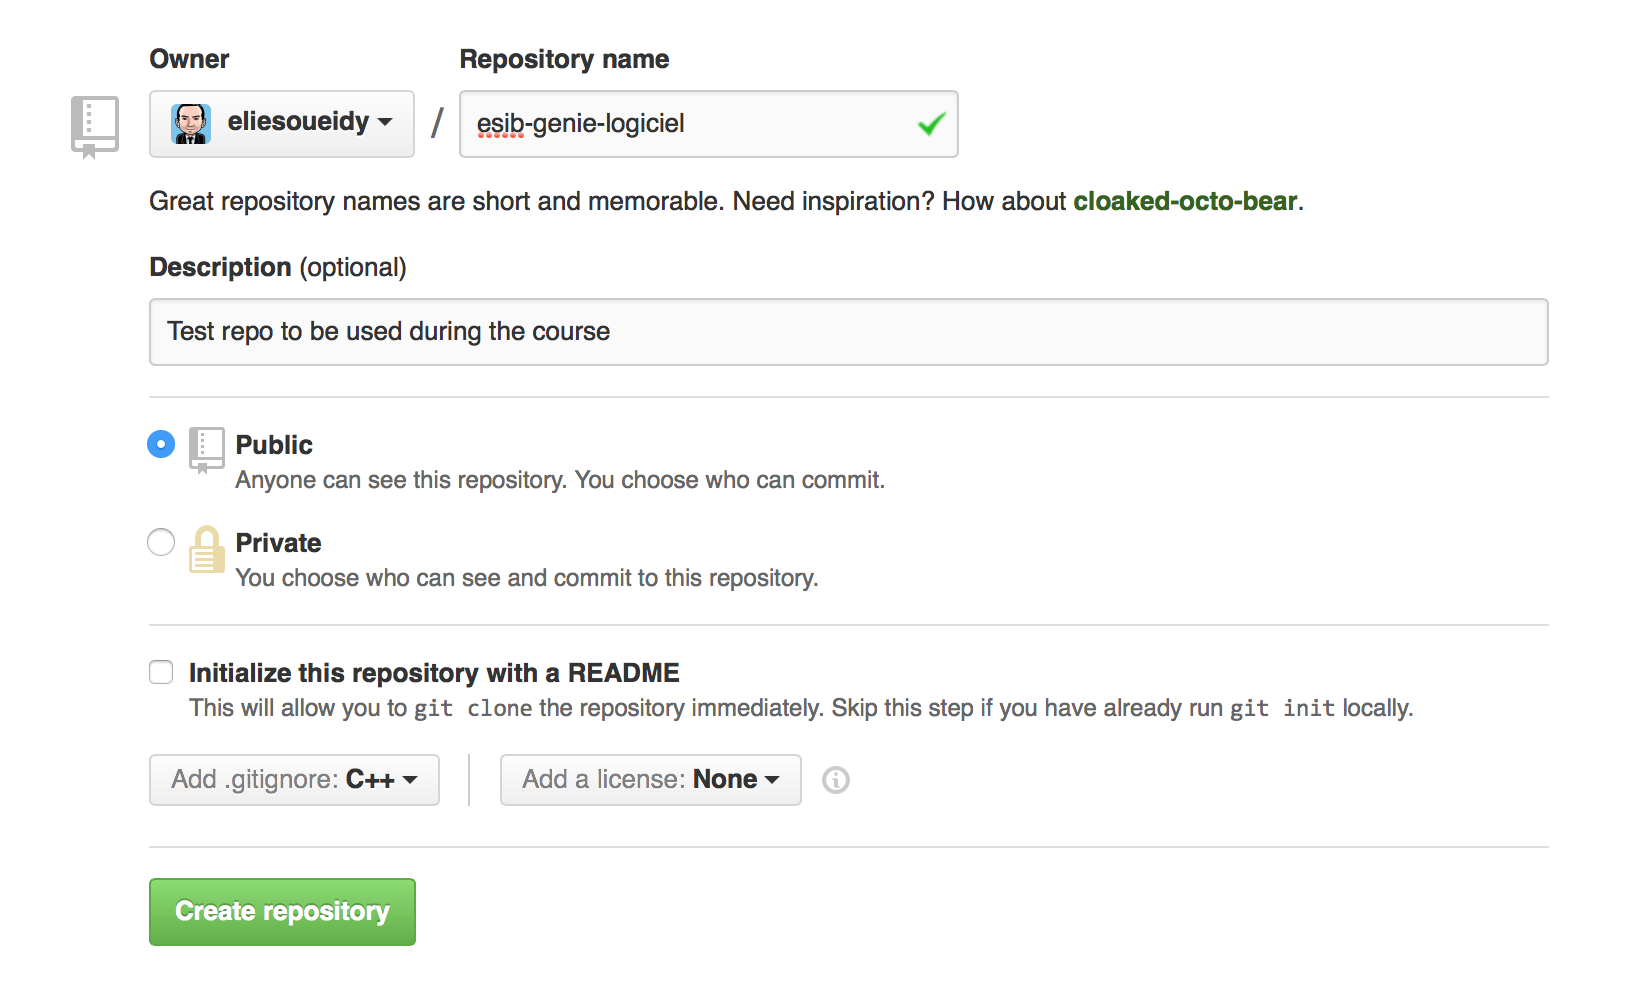 Owner Repository name
eliesoueidy / esib-genie-logiciel
Great repository names are short and memorable. Need inspiration? How about cloaked-octo-bear.
Description (optional)
Test repo to be used during the course
Public
Anyone can see this repository. You choose who can commit.
Private
You choose who can see and commit to this repository.
Initialize this repository with a README
This will allow you to git clone the repository immediately. Skip this step if you have already run git init locally.
Add .gitignore: C++ Add a license: None
Create repository